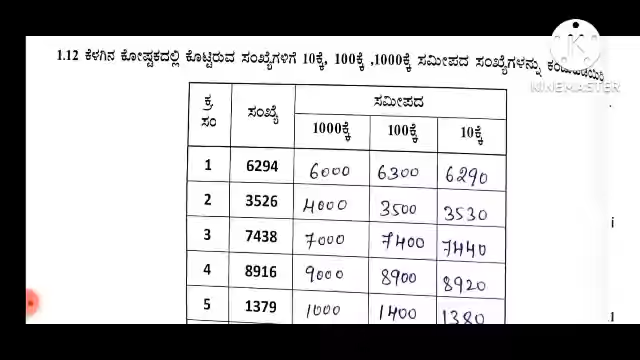 1.12 ಕೆಳಗಿನ ಕೋಷ್ಟಕದಲ್ಲಿ ಕೊಟ್ಟಿರುವ ಸಂಖ್ಯೆಗಳಿಗೆ 10ಕ್ಕೆ, 100ಕ್ಕೆ ,1000ಕ್ಕೆ ಸಮೀಪದ ಸಂಖ್ಯೆಗಳನ್ನು
KINEMASTER
ಕ್ರ ಸಂಖ್ಯೆ ಸಮೀಪದ
ಸಂ 1000ಕ್ಕೆ 100ಕ್ಕೆ 10ಕ್ಕೆ
1 6294 6000 6300 6290
2 3526 4000 3500 3530
3 7438 7000 7400 7440
4 8916 9000 8900 8920
5 1379 1000 1400 1380